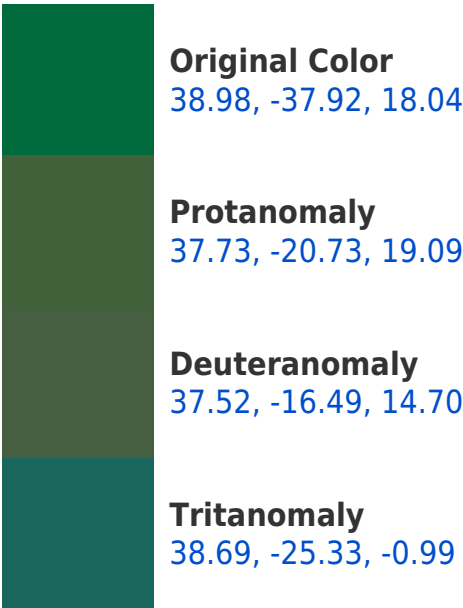 Original Color
38.98, -37.92, 18.04
Protanomaly
37.73, -20.73, 19.09
Deuteranomaly
37.52, -16.49, 14.70
Tritanomaly
38.69, -25.33, -0.99